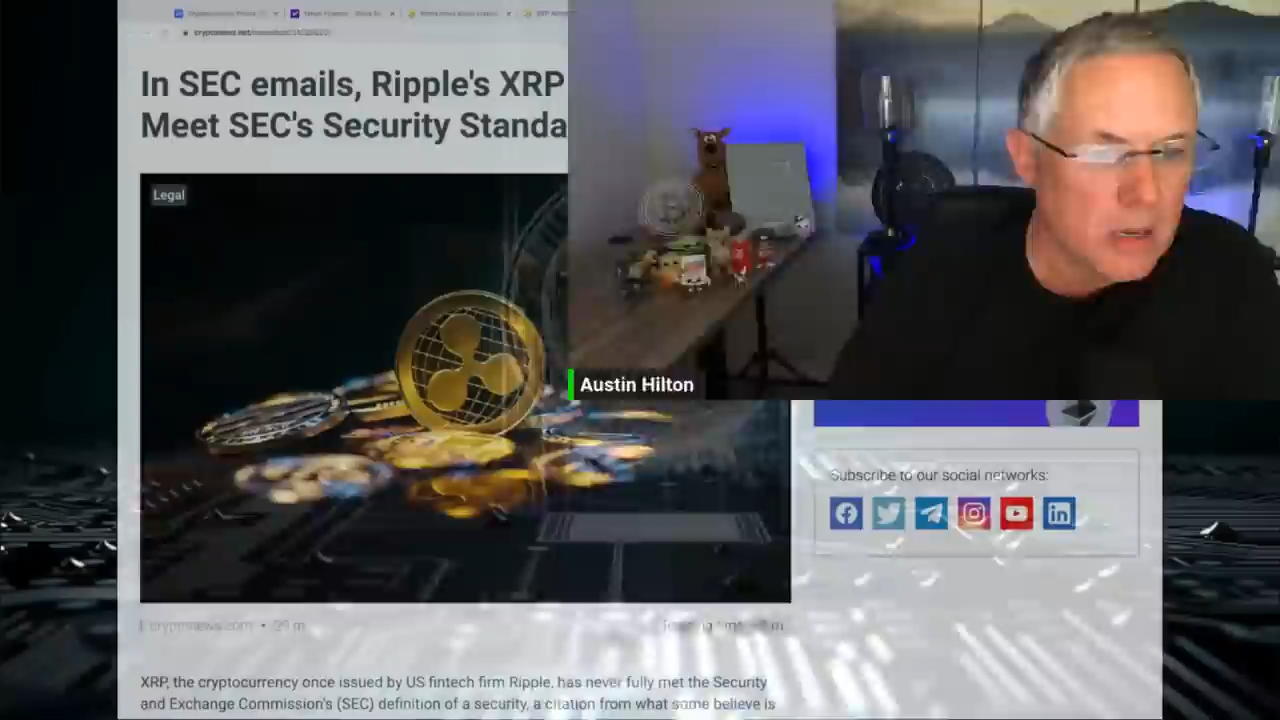 In SEC emails, Ripple's XRP
Meet SEC's Security Standa
Legal
Austin Hilton
Subscribe to our social networks:
XRP, the cryptocurrency once issued by US fintech firm Ripple, has never fully met the Security
and Exchange Commission's (SEC) definition of a security, a citation from what some believe is